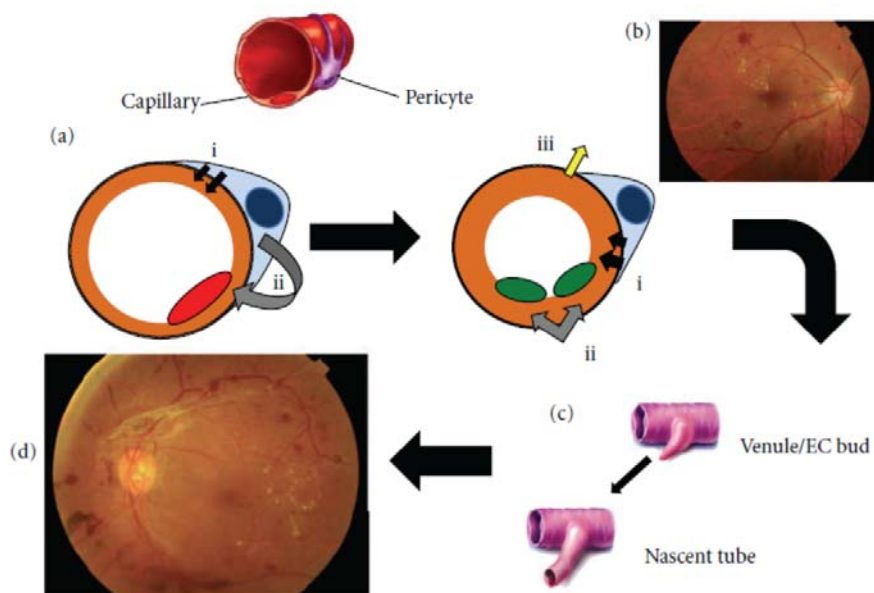 (b)
Capillary
Pericyte
(a)
i
iii
ii
i
ii
(c)
(d)
Venule/EC bud
Nascent tube